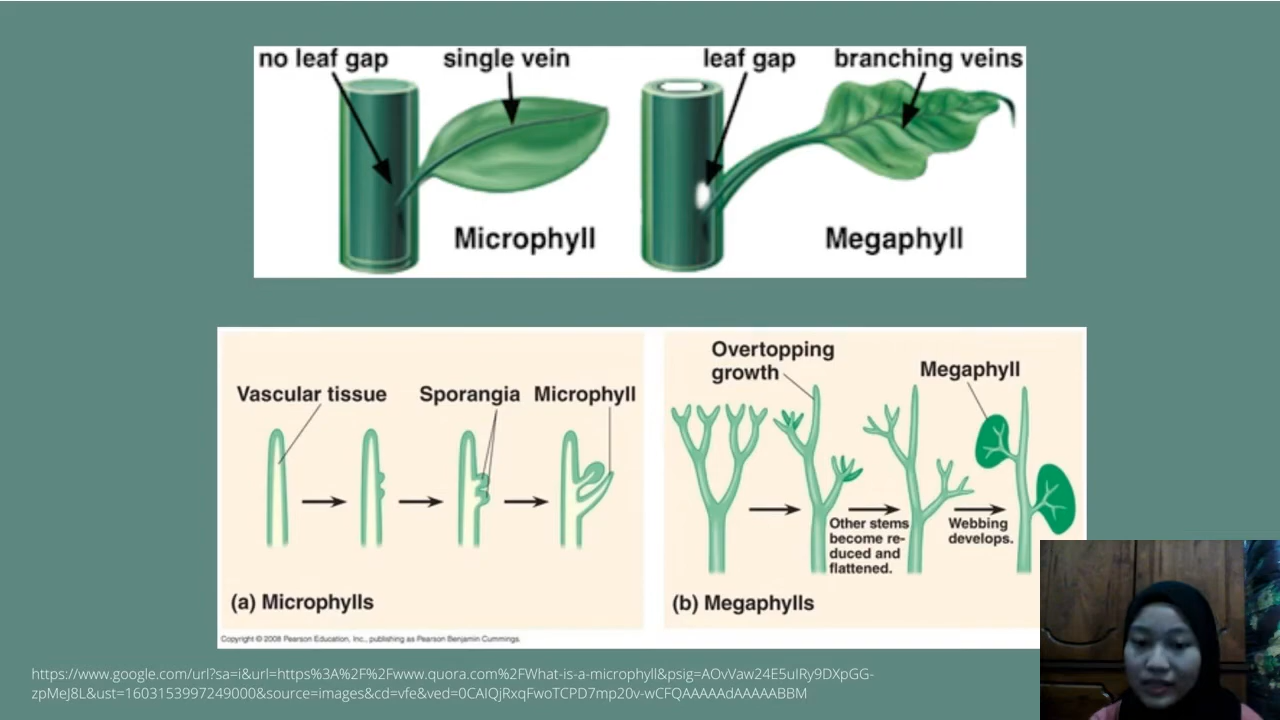 no leaf gap
single vein
leaf gap
branching veins
Microphyll
Megaphyll
Vascular tissue
Sporangia
Microphyll
(a) Microphylls
Overtopping
growth
Megaphyll
Other stems
become re-
duced and
flattened.
Webbing
develops.
(b) Megaphylls
Copyright © 2008 Pearson Education, Inc., publishing as Pearson Benjamin Cummings.
https://www.google.com/url?sa=i&url=https%3A%2F%2Fwww.quora.com%2FWhat-is-a-microphyll&psig=AOvVaw24E5uIRy9DXpGG-
zpMeJ8L&ust=1603153997249000&source=images&cd=vfe&ved=0CAIQjRxqFwoTCPD7mp20v-wCFQAAAAAdAAAAABBM